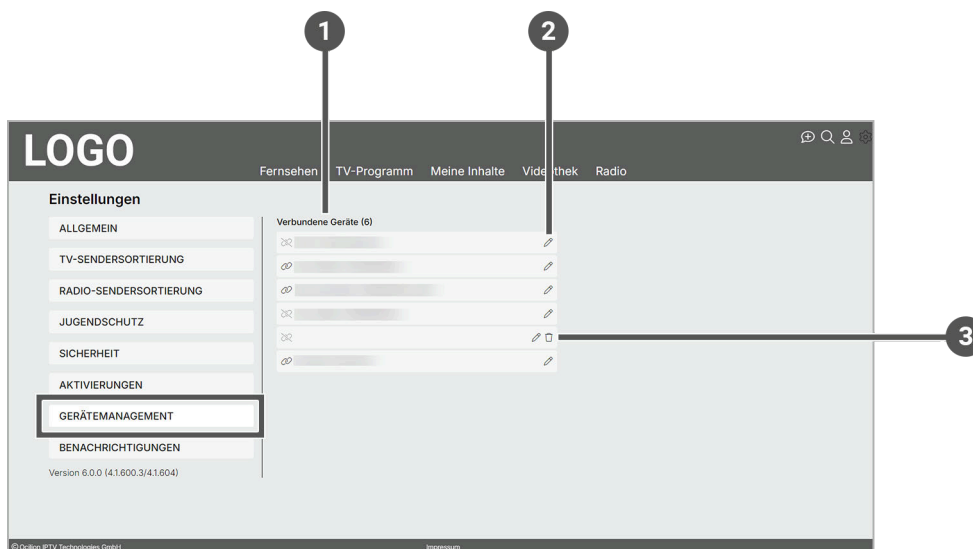 1
2
LOGO
Fernsehen TV-Programm Meine Inhalte Videothek Radio
Einstellungen
ALLGEMEIN
TV-SENDERSORTIERUNG
RADIO-SENDERSORTIERUNG
JUGENDSCHUTZ
SICHERHEIT
AKTIVIERUNGEN
GERÄTEMANAGEMENT
BENACHRICHTIGUNGEN
Version 6.0.0 (4.1.600.3/4.1.604)
Verbundene Geräte (6)
3
© Ocilion IPTV Technologies GmbH
Impressum